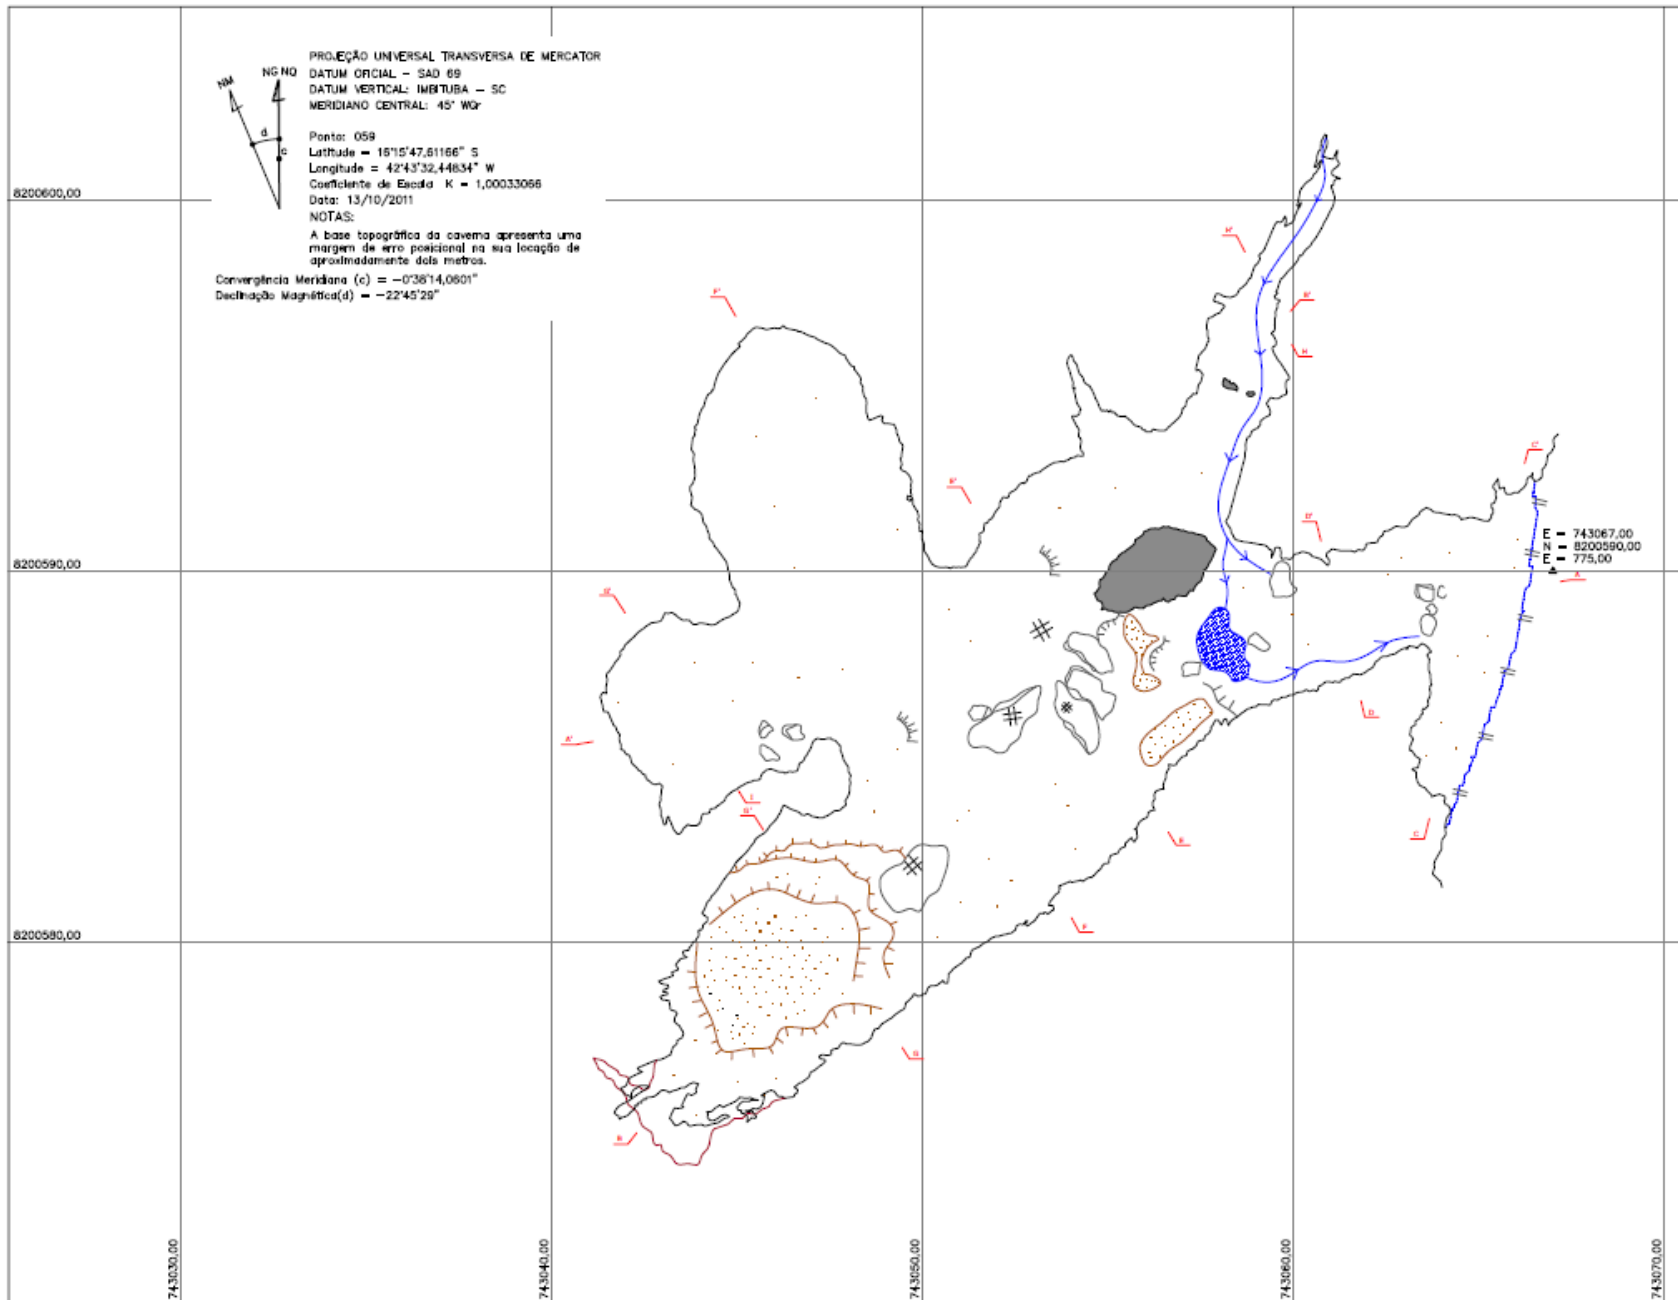 PROJEÇÃO UNIVERSAL TRANSVERSA DE MERCATOR
NM
NG NQ
DATUM OFICIAL - SAD 69
DATUM VERTICAL: IMBITUBA - SC
MERIDIANO CENTRAL: 45° WGr
d
c
Ponto: 059
Latitude = 16°15'47,61166" S
Longitude = 42°43'32,44834" W
Coeficiente de Escala K = 1,00033066
Data: 13/10/2011
NOTAS:
A base topográfica da caverna apresenta uma
margem de erro posicional na sua locação de
aproximadamente dois metros.
Convergência Meridiana (c) = -0°38'14,0601"
Declinação Magnética(d) = -22°45'29"
8200600,00
H'
F'
B'
H
C'
E'
D'
E = 743067,00
N = 8200590,00
E = 775,00
8200590,00
A
G'
D
A'
I
C
E
F
8200580,00
G
B
743030,00
743040,00
743050,00
743060,00
743070,00